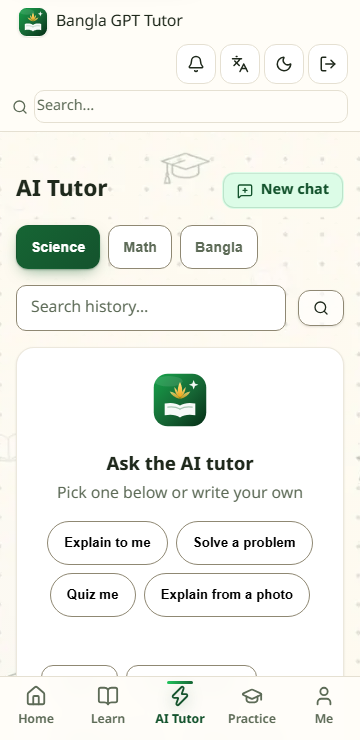 Bangla GPT Tutor
Search...
AI Tutor
New chat
Science Math Bangla
Search history...
Ask the AI tutor
Pick one below or write your own
Explain to me Solve a problem
Quiz me Explain from a photo
Home Learn AI Tutor Practice Me